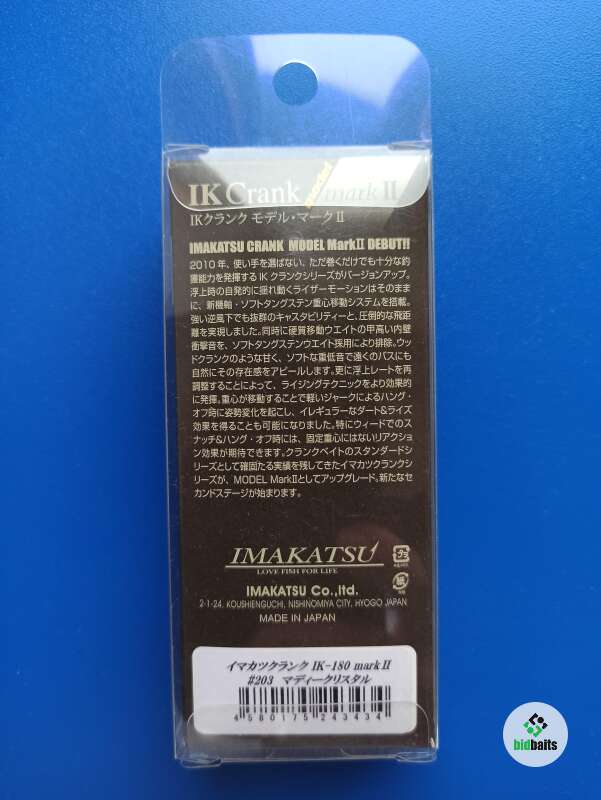 IK Crank model mark II
IKクランク モデル・マークⅡ
IMAKATSU CRANK MODEL MarkⅡ DEBUT!!
2010年、使い手を選ばない、ただ巻くだけでも十分な釣
獲能力を発揮するIKクランクシリーズがバージョンアップ。
浮上時の自発的に揺れ動くライザーモーションはそのまま
に、新機軸・ソフトタングステン重心移動システムを搭載。
強い逆風下でも抜群のキャスタビリティーと、圧倒的な飛距
離を実現しました。同時に硬質移動ウエイトの甲高い内壁
衝撃音を、ソフトタングステンウエイト採用により排除。ウッ
ドクランクのような甘く、ソフトな重低音で遠くのバスにも
自然にその存在感をアピールします。更に浮上レートを再
調整することによって、ライジングテクニックをより効果的
に発揮。重心が移動することで軽いジャークによるハング・
オフ時に姿勢変化を起こし、イレギュラーなダート&ライズ
効果を得ることも可能になりました。特にウィードでのス
ナッチ&ハング・オフ時には、固定重心にはないリアクショ
ン効果が期待できます。クランクベイトのスタンダードシ
リーズとして確固たる実績を残してきたイマカツクランクシ
リーズが、MODEL MarkⅡとしてアップグレード。新たなセ
カンドステージが始まります。
IMAKATSU
LOVE FISH FOR LIFE
IMAKATSU Co.,ltd.
2-1-24, KOUSHIENGUCHI, NISHINOMIYA CITY, HYOGO JAPAN
MADE IN JAPAN
イマカツクランク IK-180 markⅡ
#203 マディークリスタル
4 580175 243434
bidbaits